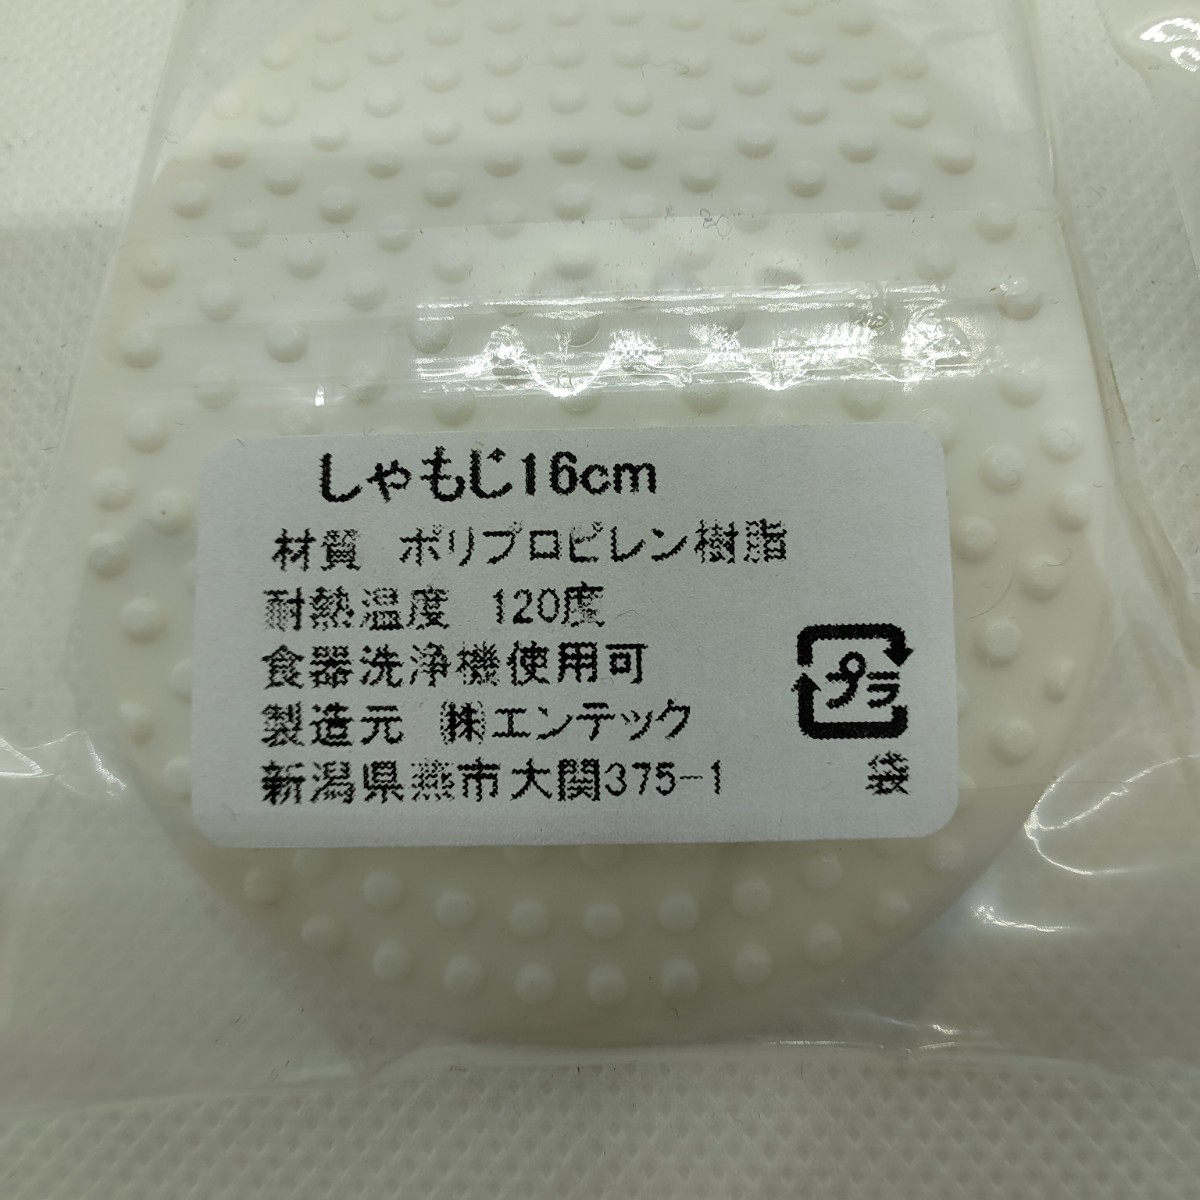 しゃもじ16cm
材質 ポリプロピレン樹脂
耐熱温度 120度
食器洗浄機使用可
製造元 ㈱エンテック
新潟県燕市大関375-1
プラ
袋